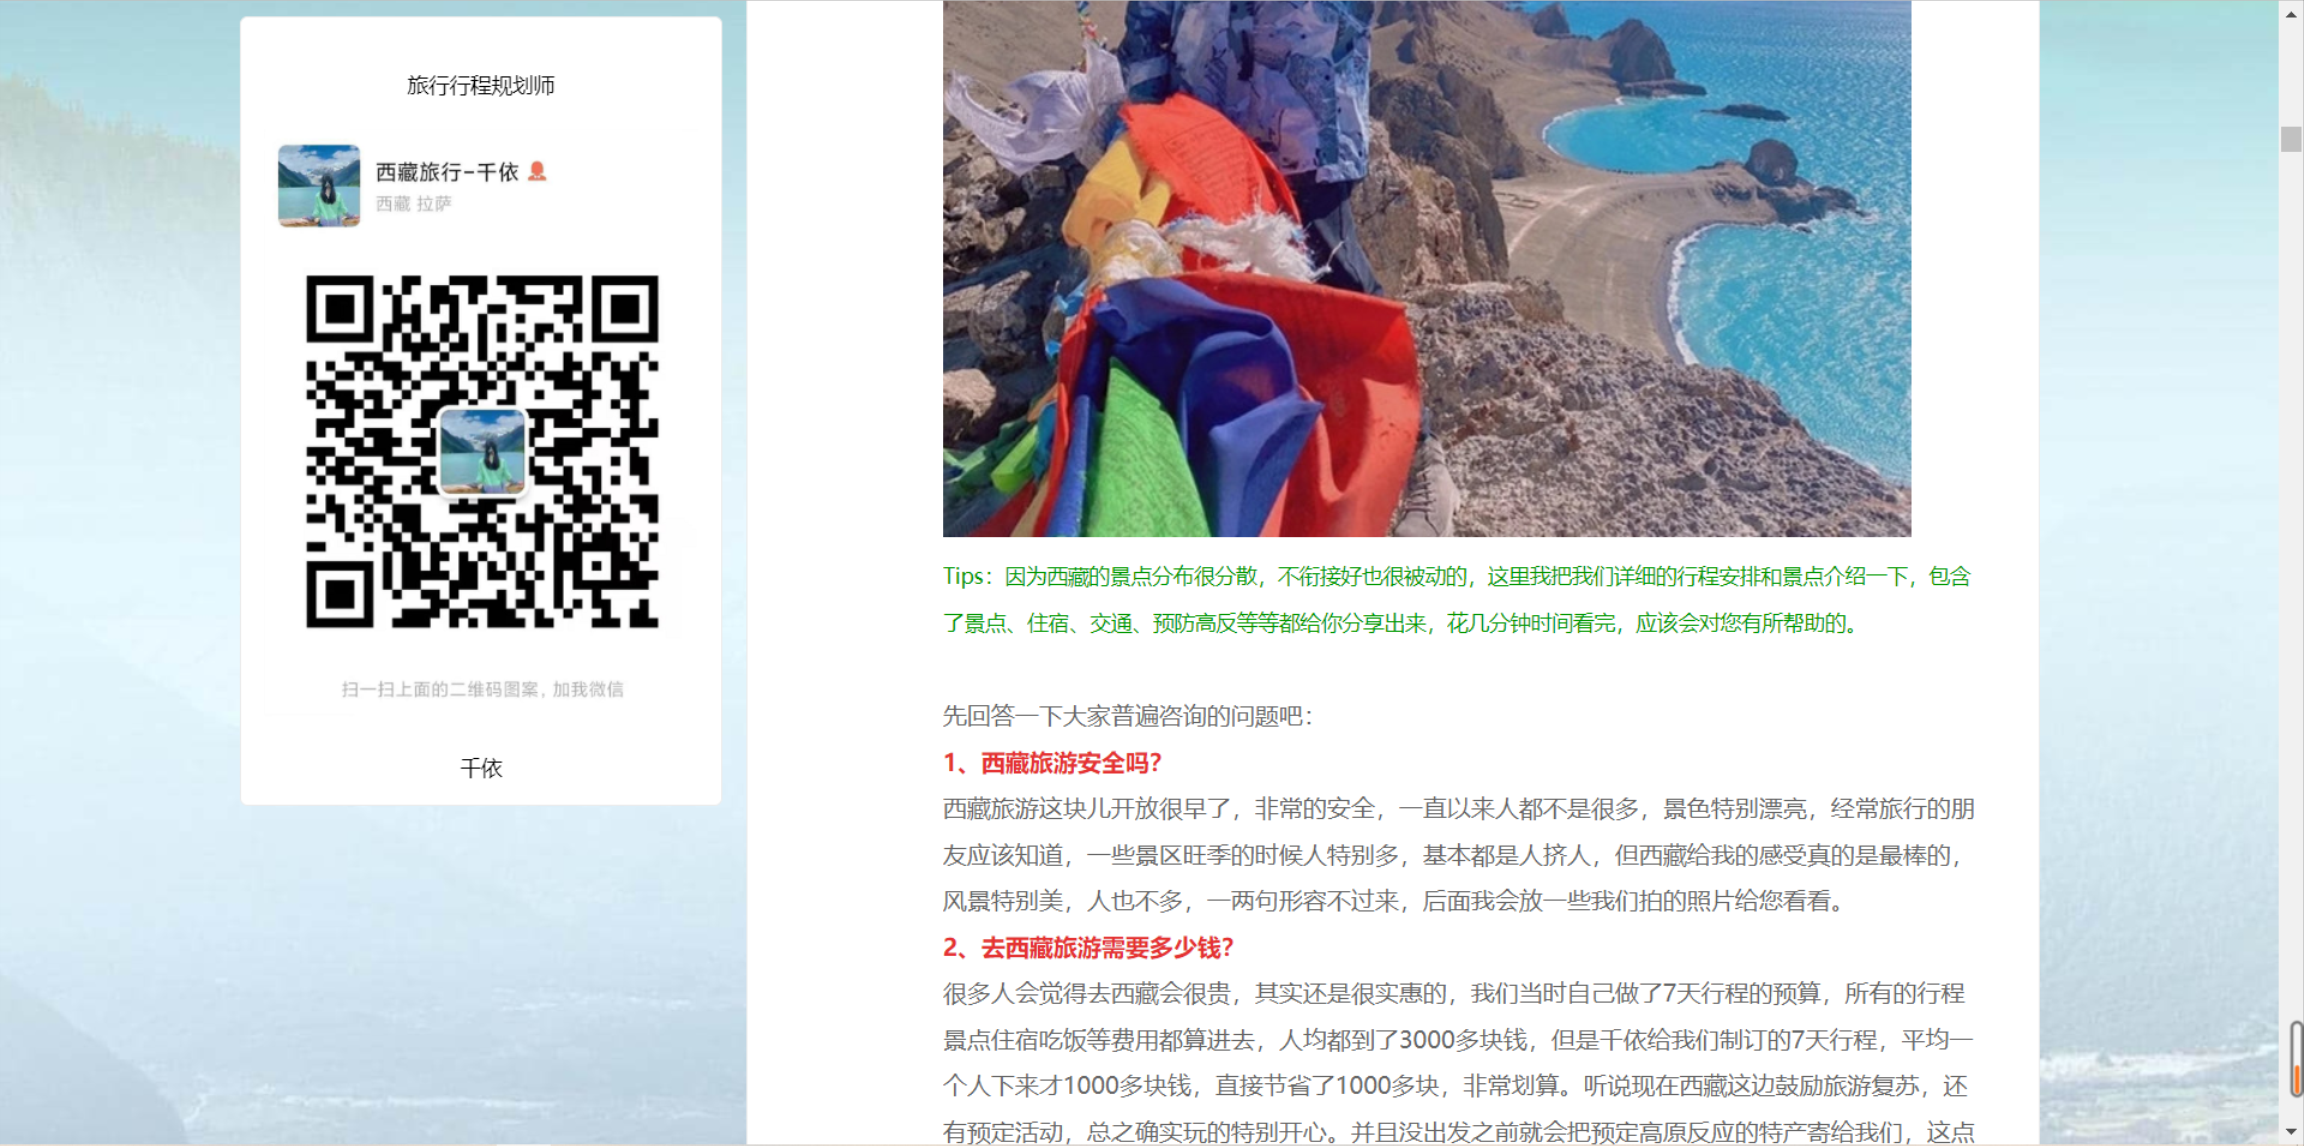 旅行行程规划师
西藏旅行-千依
西藏 拉萨
扫一扫上面的二维码图案，加我微信
千依
Tips：因为西藏的景点分布很分散，不衔接好也很被动的，这里我把我们详细的行程安排和景点介绍一下，包含
了景点、住宿、交通、预防高反等等都给你分享出来，花几分钟时间看完，应该会对您有所帮助的。
先回答一下大家普遍咨询的问题吧：
1、西藏旅游安全吗？
西藏旅游这块儿开放很早了，非常的安全，一直以来人都不是很多，景色特别漂亮，经常旅行的朋
友应该知道，一些景区旺季的时候人特别多，基本都是人挤人，但西藏给我的感受真的是最棒的，
风景特别美，人也不多，一两句形容不过来，后面我会放一些我们拍的照片给您看看。
2、去西藏旅游需要多少钱？
很多人会觉得去西藏会很贵，其实还是很实惠的，我们当时自己做了7天行程的预算，所有的行程
景点住宿吃饭等费用都算进去，人均都到了3000多块钱，但是千依给我们制订的7天行程，平均一
个人下来才1000多块钱，直接节省了1000多块，非常划算。听说现在西藏这边鼓励旅游复苏，还
有预定活动，总之确实玩的特别开心。并且没出发之前就会把预定高原反应的特产寄给我们，这点